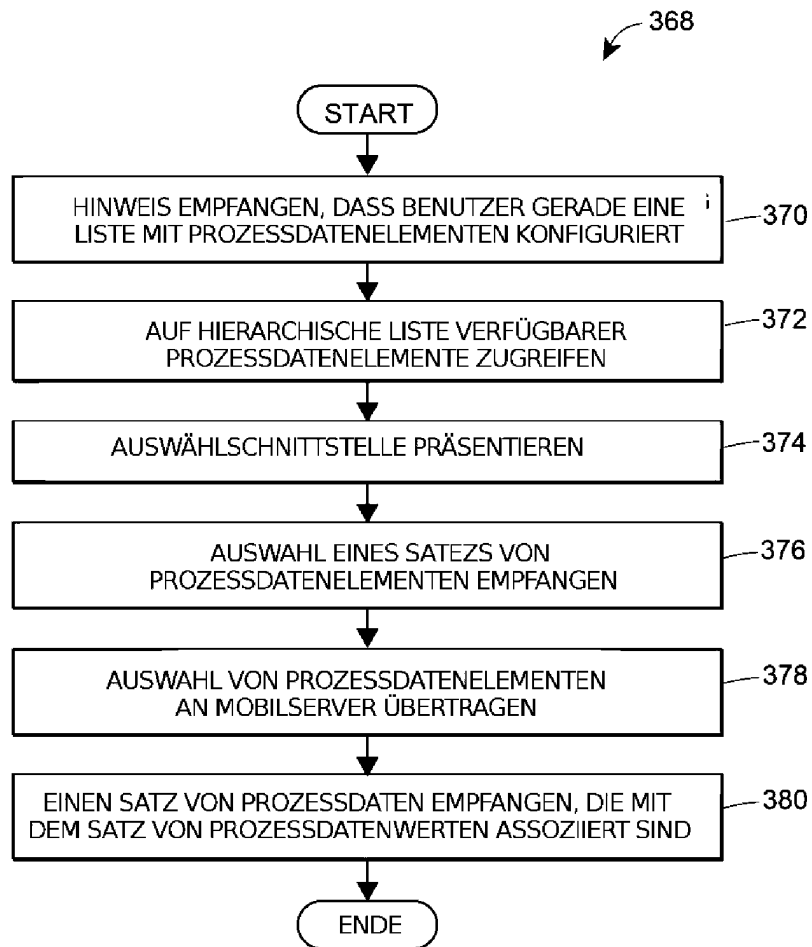 368
START
HINWEIS EMPFANGEN, DASS BENUTZER GERADE EINE
LISTE MIT PROZESSDATENELEMENTEN KONFIGURIERT
370
AUF HIERARCHISCHE LISTE VERFÜGBARER
PROZESSDATENELEMENTE ZUGREIFEN
372
AUSWÄHLSCHNITTSTELLE PRÄSENTIEREN
374
AUSWAHL EINES SATEZS VON
PROZESSDATENELEMENTEN EMPFANGEN
376
AUSWAHL VON PROZESSDATENELEMENTEN
AN MOBILSERVER ÜBERTRAGEN
378
EINEN SATZ VON PROZESSDATEN EMPFANGEN, DIE MIT
DEM SATZ VON PROZESSDATENWERTEN ASSOZIIERT SIND
380
ENDE